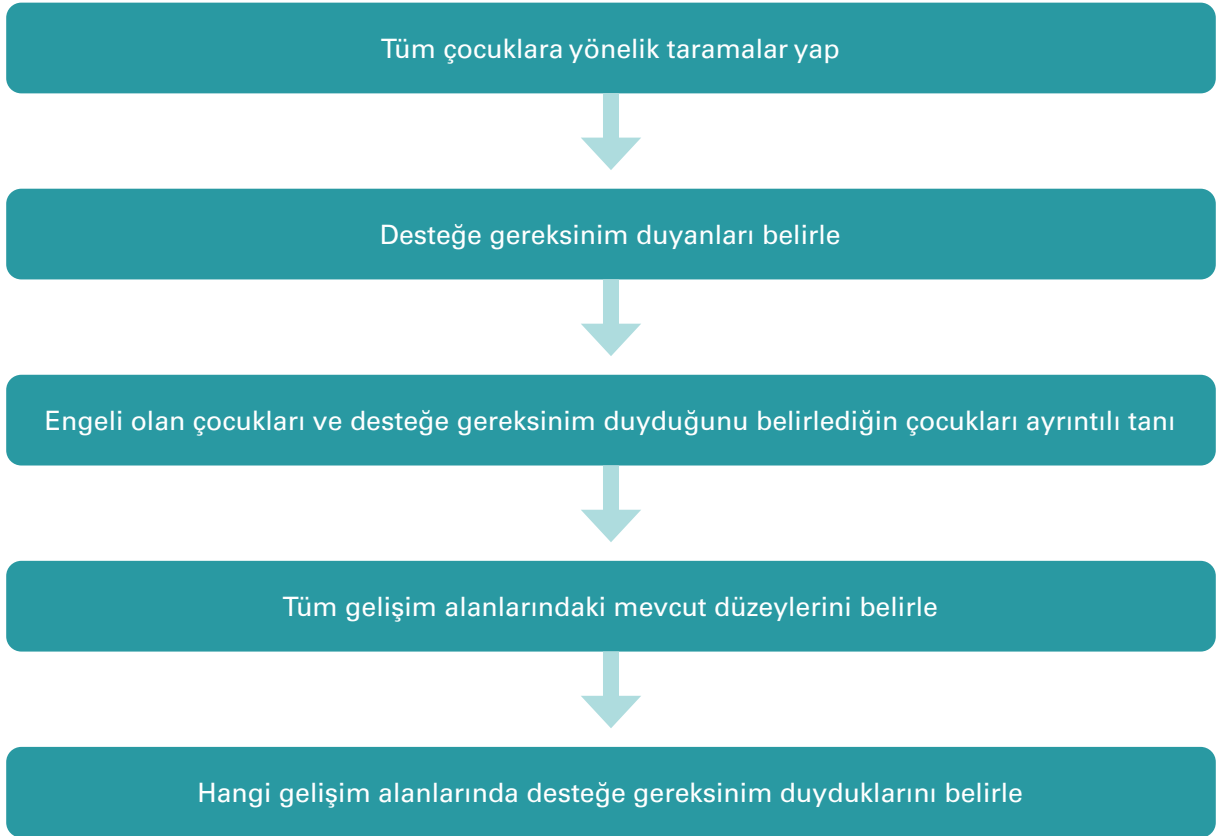 Tüm çocuklara yönelik taramalar yap
Desteğe gereksinim duyanları belirle
Engeli olan çocukları ve desteğe gereksinim duyduğunu belirlediğin çocukları ayrıntılı tanı
Tüm gelişim alanlarındaki mevcut düzeylerini belirle
Hangi gelişim alanlarında desteğe gereksinim duyduklarını belirle